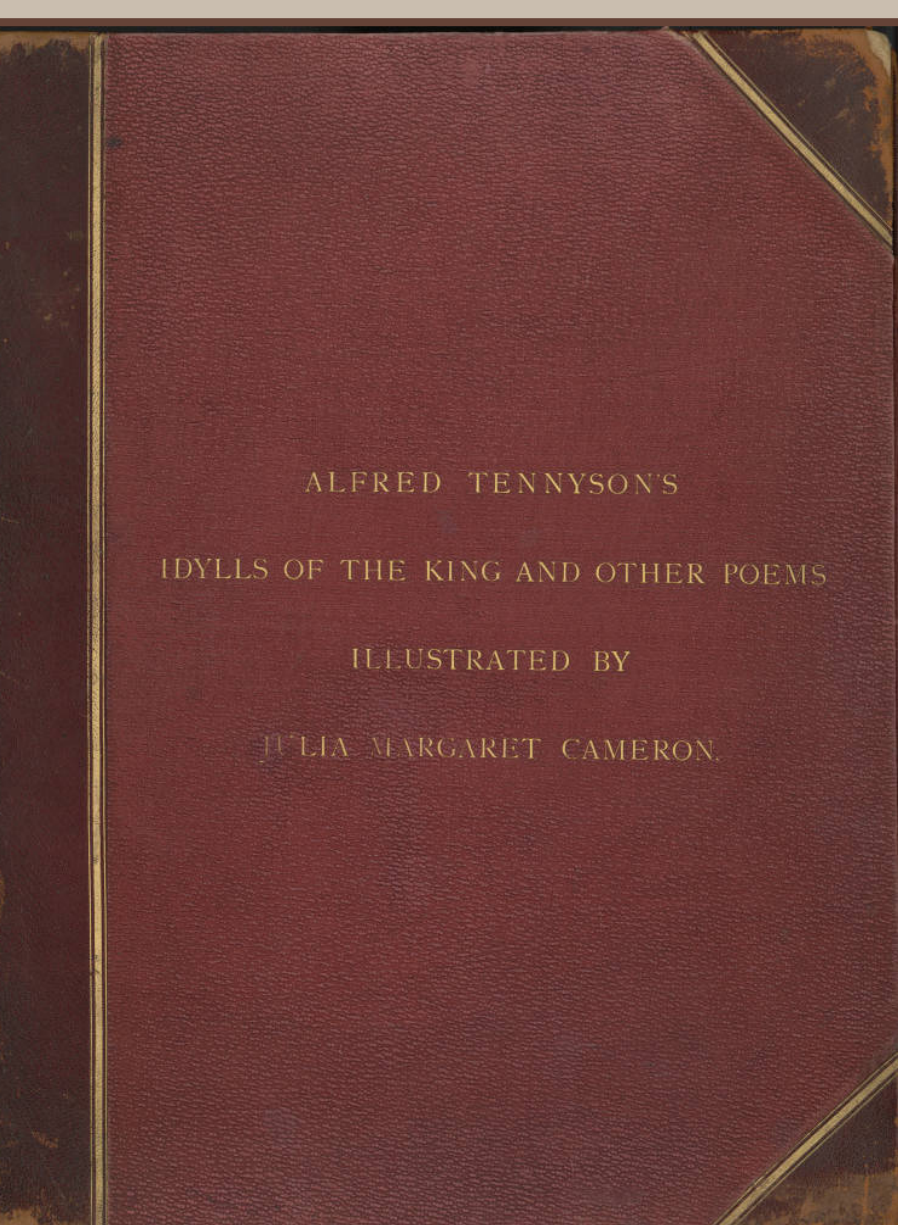 ALFRED TENNYSON'S
IDYLLS OF THE KING AND OTHER POEMS
ILLUSTRATED BY
JULIA MARGARET CAMERON.